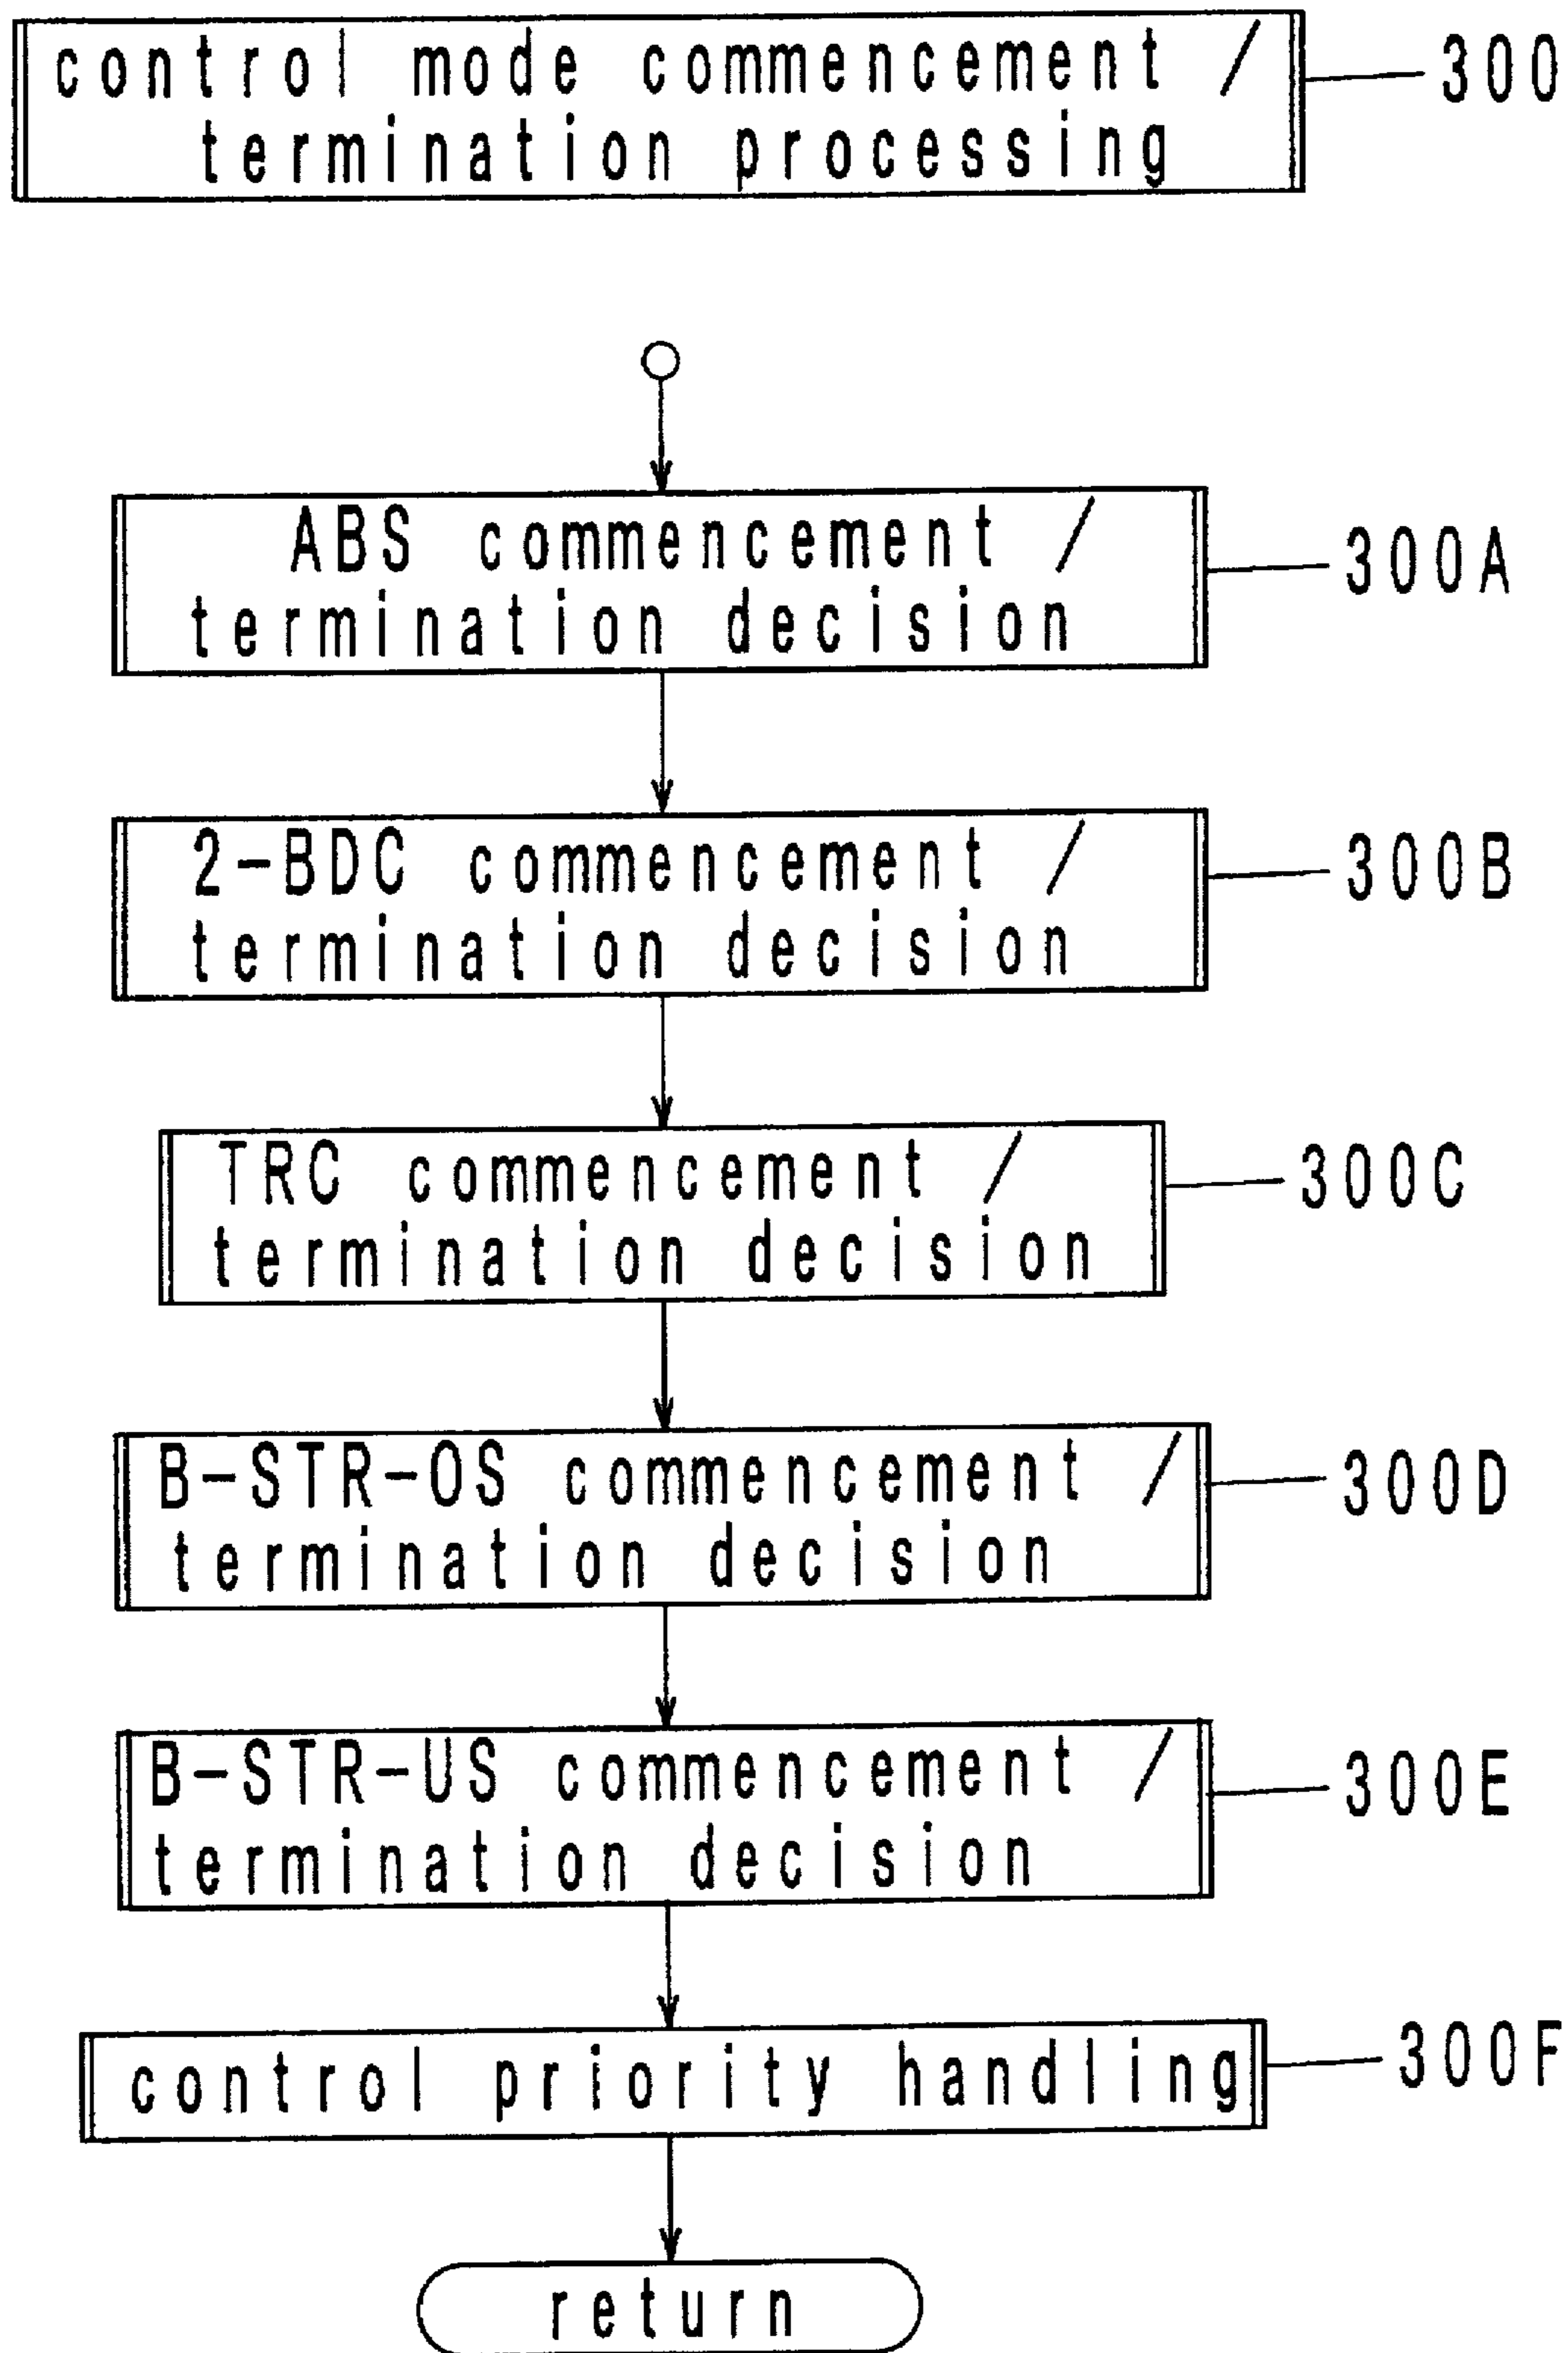 control mode commencement /
termination processing
300
ABS commencement /
termination decision
300A
2-BDC commencement /
termination decision
300B
TRC commencement /
termination decision
300C
B-STR-OS commencement /
termination decision
300D
B-STR-US commencement /
termination decision
300E
control priority handling
300F
return